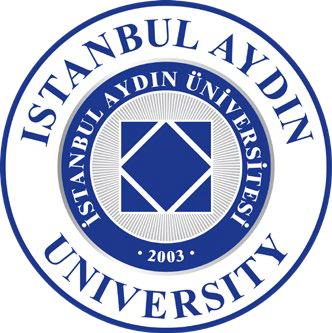 ISTANBUL AYDIN
UNIVERSITY
İSTANBUL AYDIN ÜNİVERSİTESİ
· 2003 ·